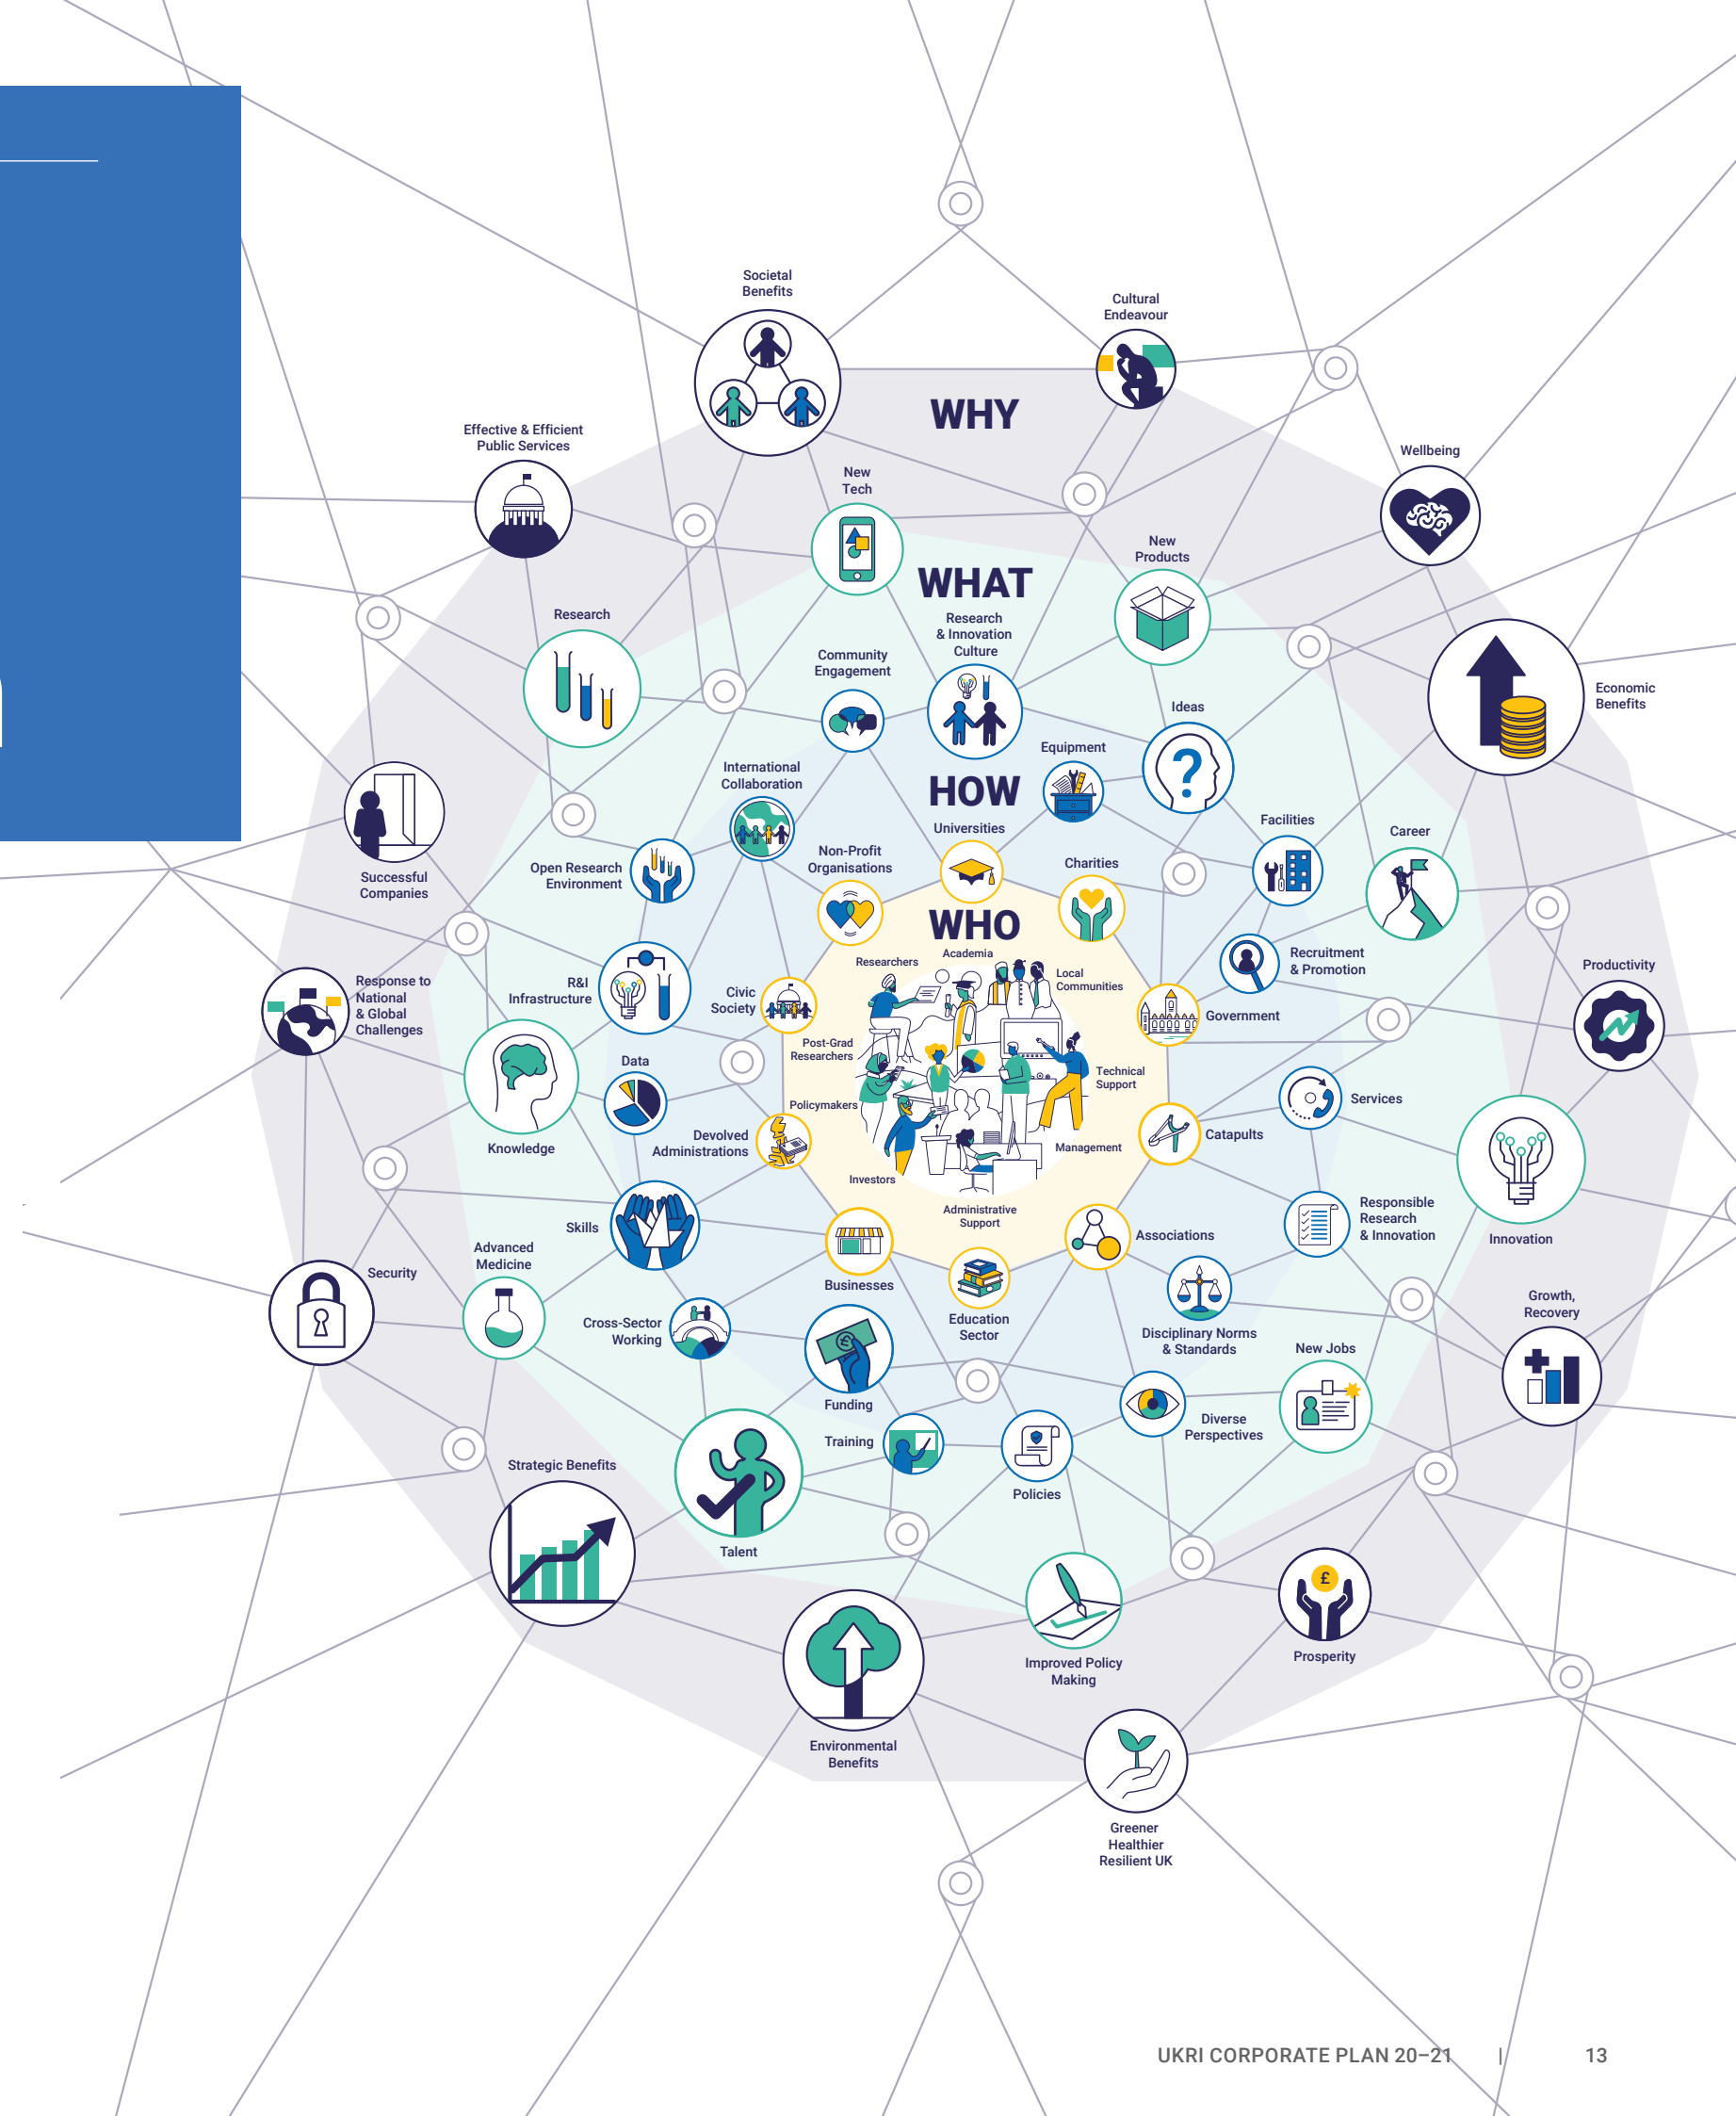 Societal
Benefits
Cultural
Endeavour
WHY
Effective & Efficient
Public Services
Wellbeing
New
Tech
New
Products
WHAT
Research
Research
& Innovation
Culture
Community
Engagement
Economic
Benefits
Ideas
Equipment
International
Collaboration
HOW
Universities
Facilities
Career
Non-Profit
Organisations
Charities
Open Research
Environment
Successful
Companies
WHO
Academia
Researchers
Local
Communities
Recruitment
& Promotion
Productivity
Response to
National
& Global
Challenges
R&I
Infrastructure
Civic
Society
Government
Post-Grad
Researchers
Data
Technical
Support
Services
Policymakers
Knowledge
Devolved
Administrations
Catapults
Management
Investors
Administrative
Support
Skills
Associations
Responsible
Research
& Innovation
Innovation
Advanced
Medicine
Security
Businesses
Growth,
Recovery
Cross-Sector
Working
Education
Sector
Disciplinary Norms
& Standards
New Jobs
£
Funding
Diverse
Perspectives
Training
Strategic Benefits
Policies
Talent
£
Improved Policy
Making
Prosperity
Environmental
Benefits
Greener
Healthier
Resilient UK
UKRI CORPORATE PLAN 20–21 | 13